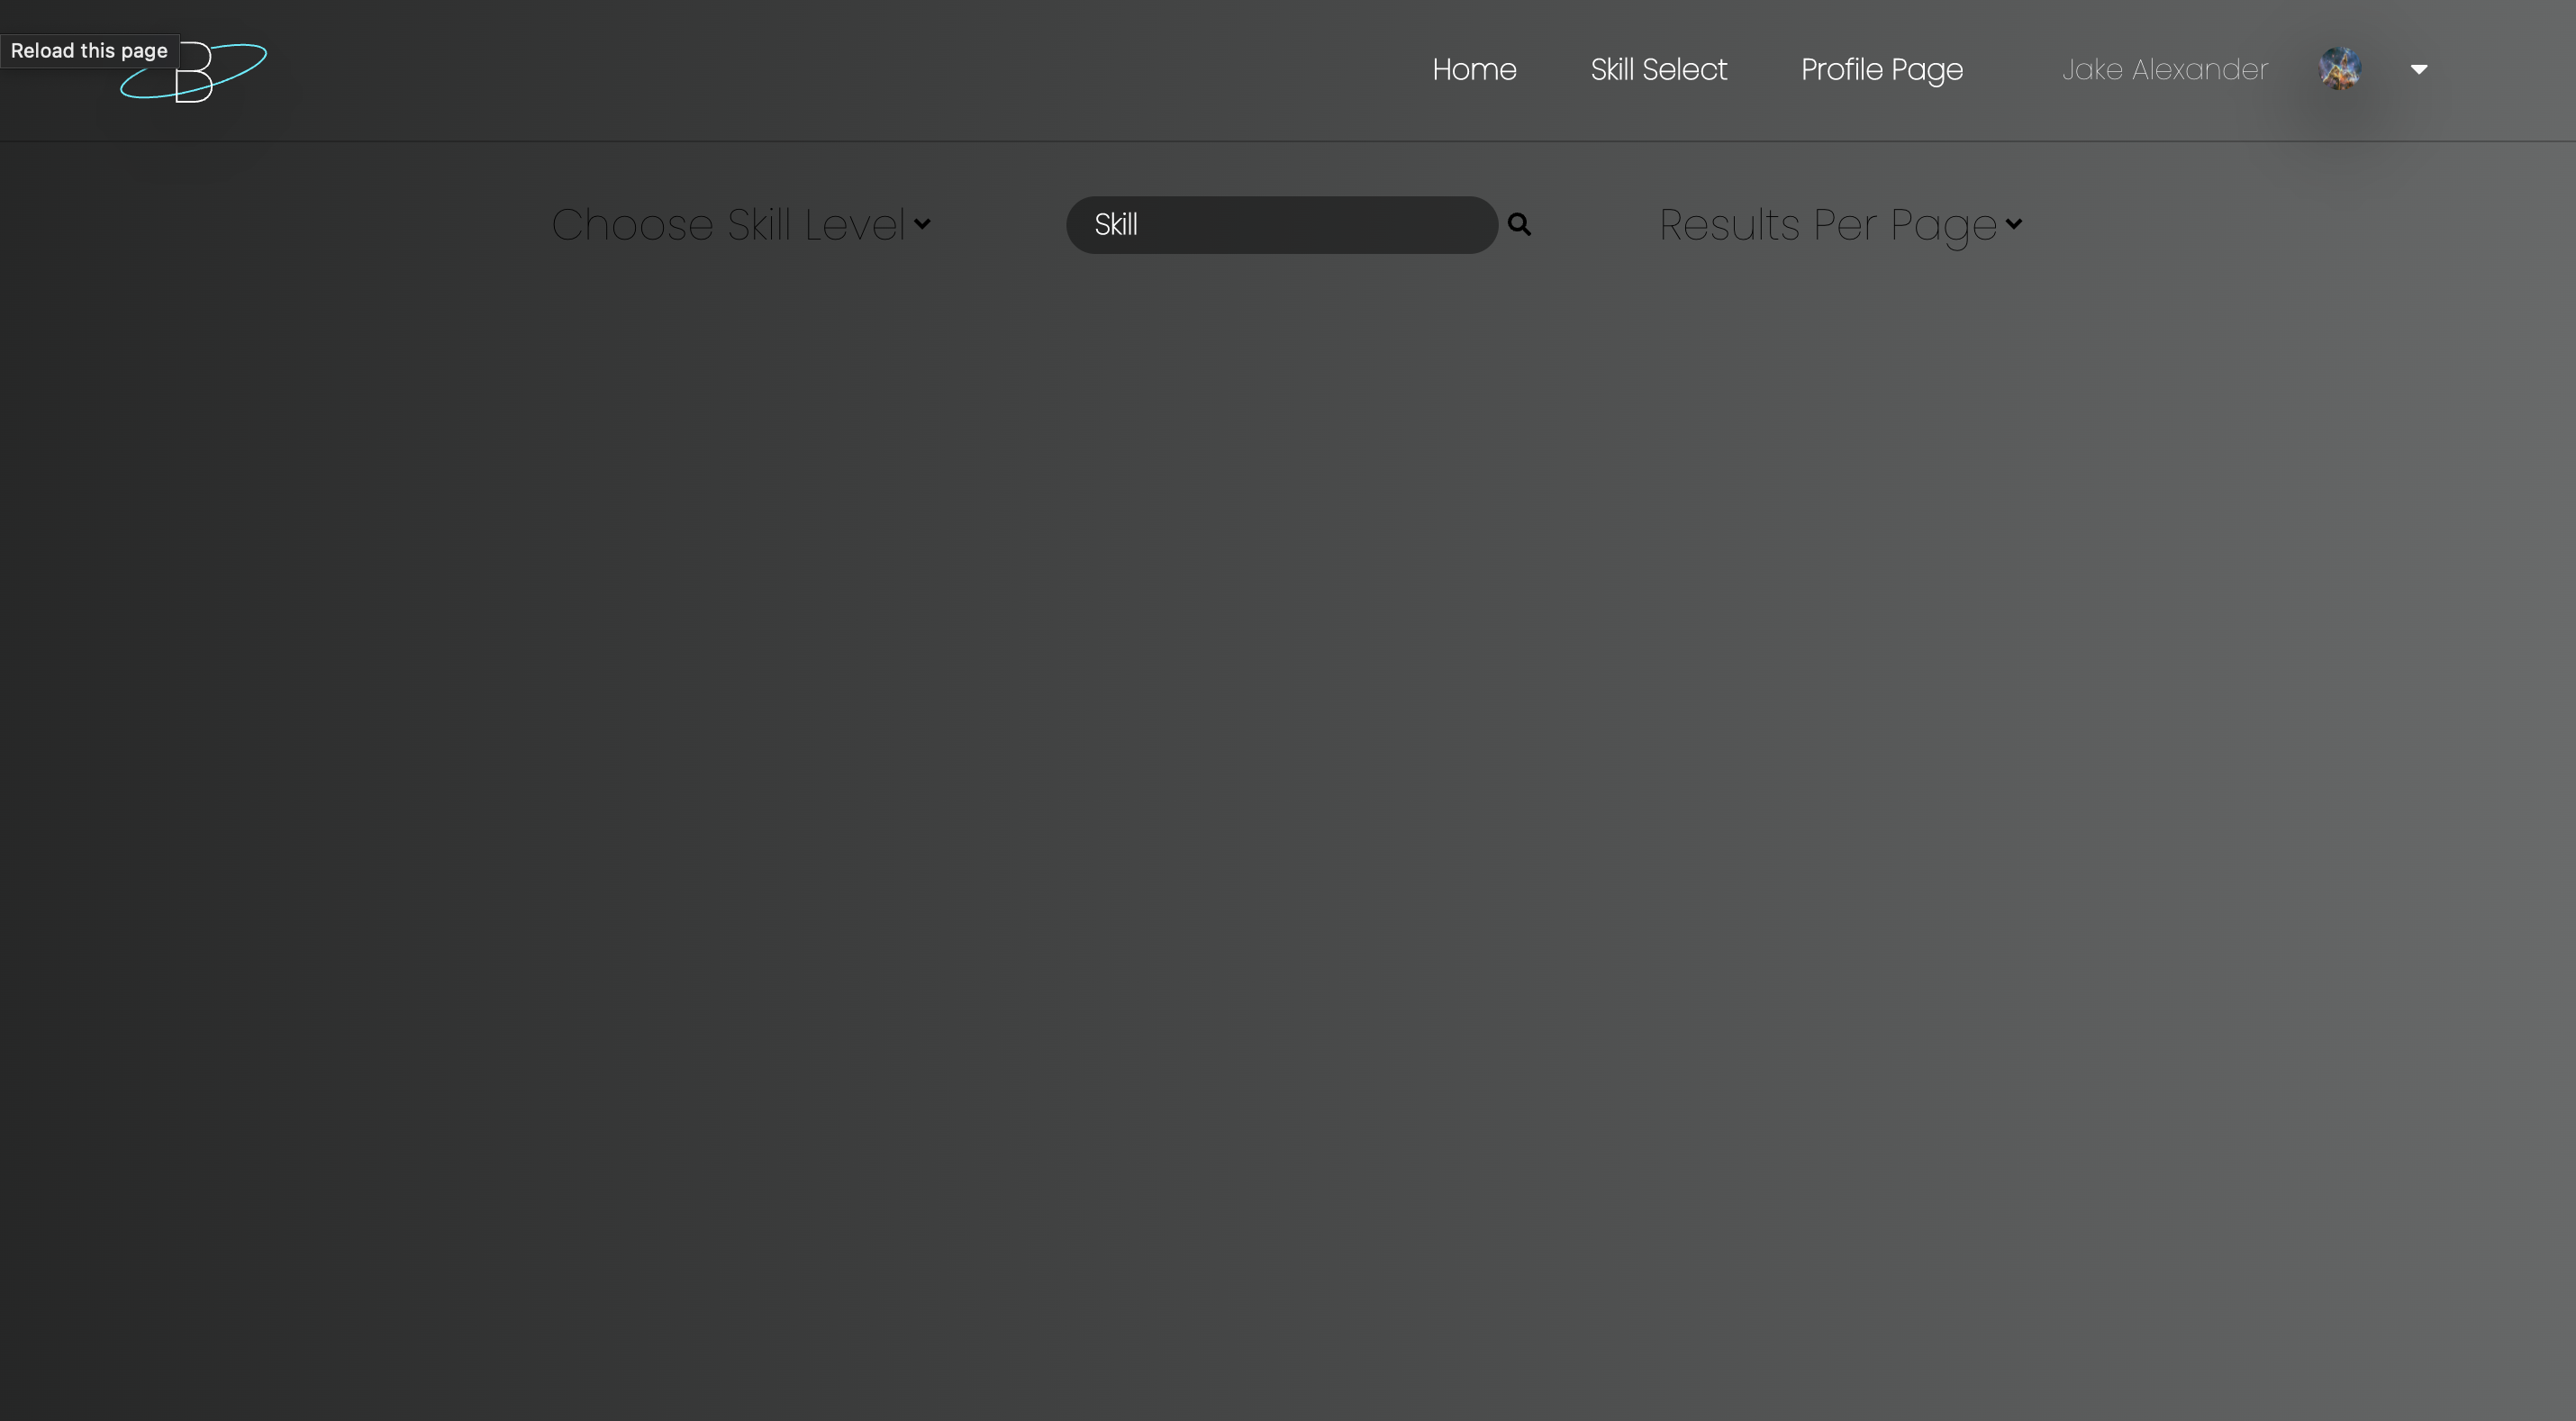 Reload this page
B
Home Skill Select Profile Page Jake Alexander
Choose Skill Level Skill Results Per Page